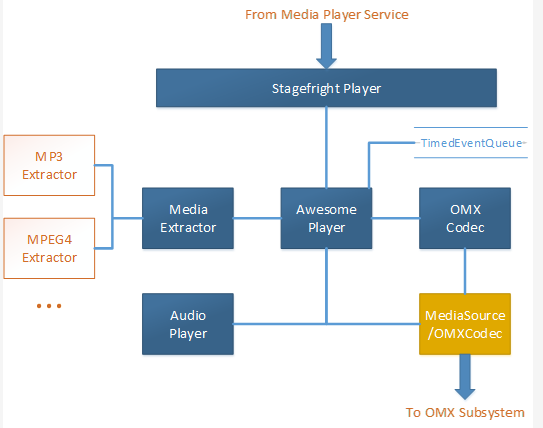 From Media Player Service
Stagefright Player
TimedEventQueue
MP3
Extractor
Media
Extractor
Awesome
Player
OMX
Codec
MPEG4
Extractor
...
Audio
Player
MediaSource
/OMXCodec
To OMX Subsystem